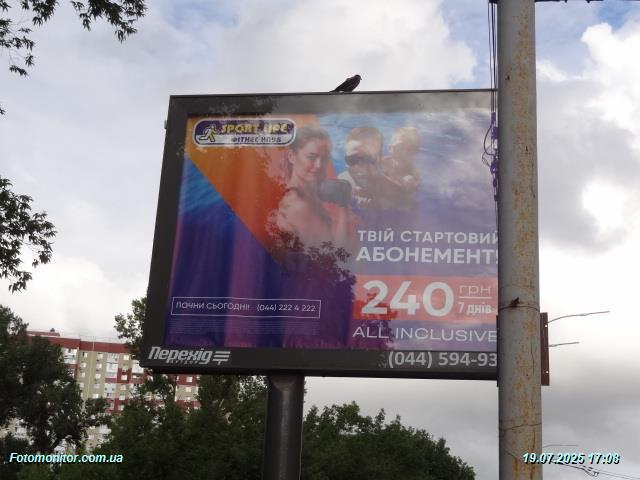 SPORT LIFE
ФІТНЕС КЛУБ
ТВІЙ СТАРТОВИЙ
АБОНЕМЕНТ!
240 грн
7 днів
ALL INCLUSIVE
ПОЧНИ СЬОГОДНІ! (044) 222 4 222
Перехід
(044) 594-93
Fotomonitor.com.ua
19.07.2025 17:08